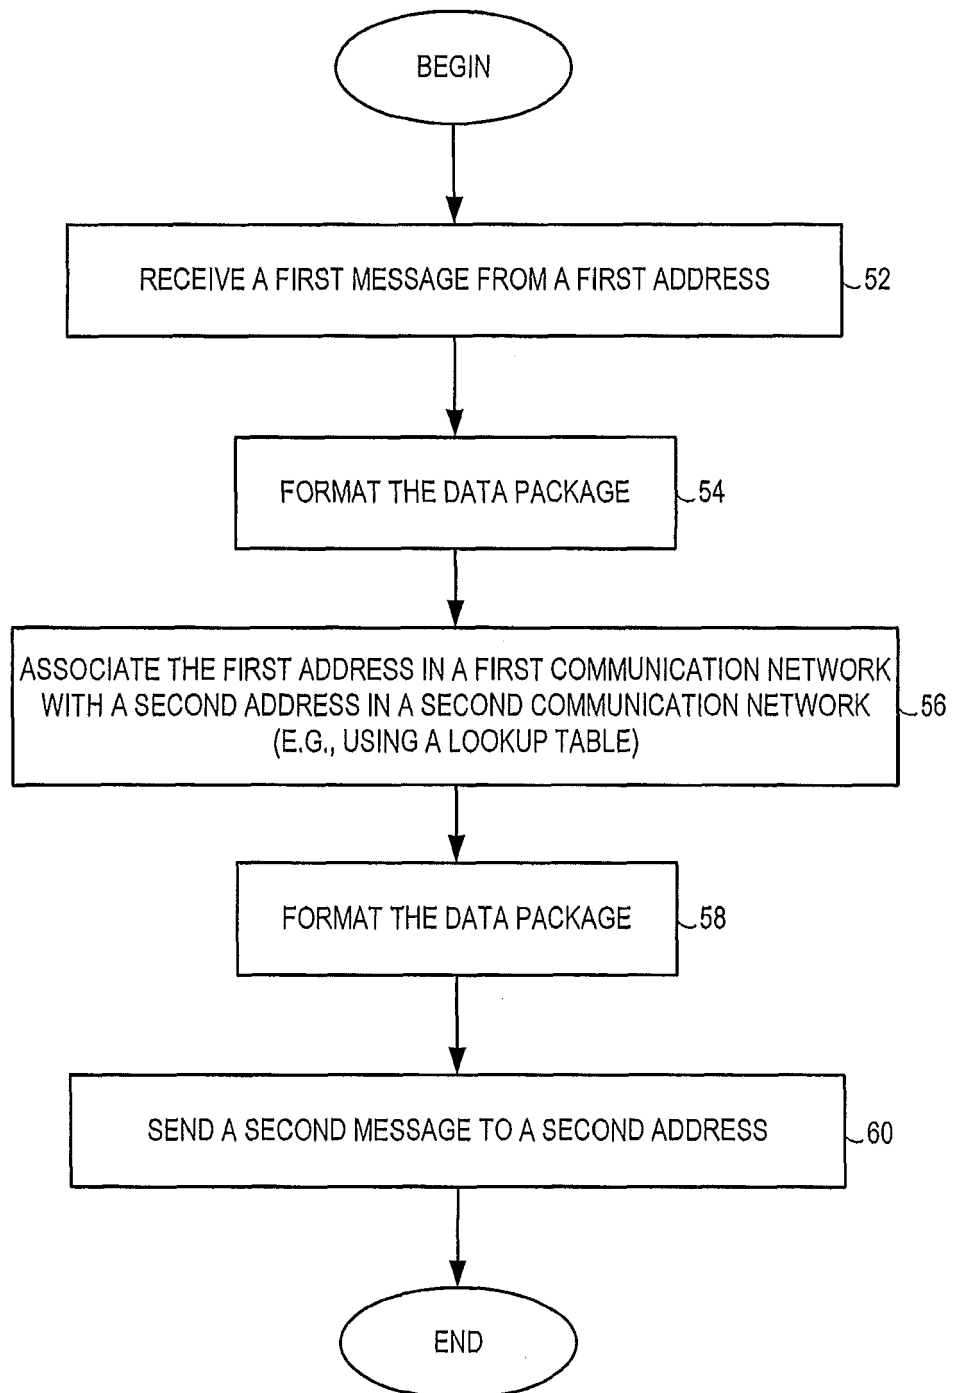 BEGIN
RECEIVE A FIRST MESSAGE FROM A FIRST ADDRESS
52
FORMAT THE DATA PACKAGE
54
ASSOCIATE THE FIRST ADDRESS IN A FIRST COMMUNICATION NETWORK
WITH A SECOND ADDRESS IN A SECOND COMMUNICATION NETWORK
(E.G., USING A LOOKUP TABLE)
56
FORMAT THE DATA PACKAGE
58
SEND A SECOND MESSAGE TO A SECOND ADDRESS
60
END